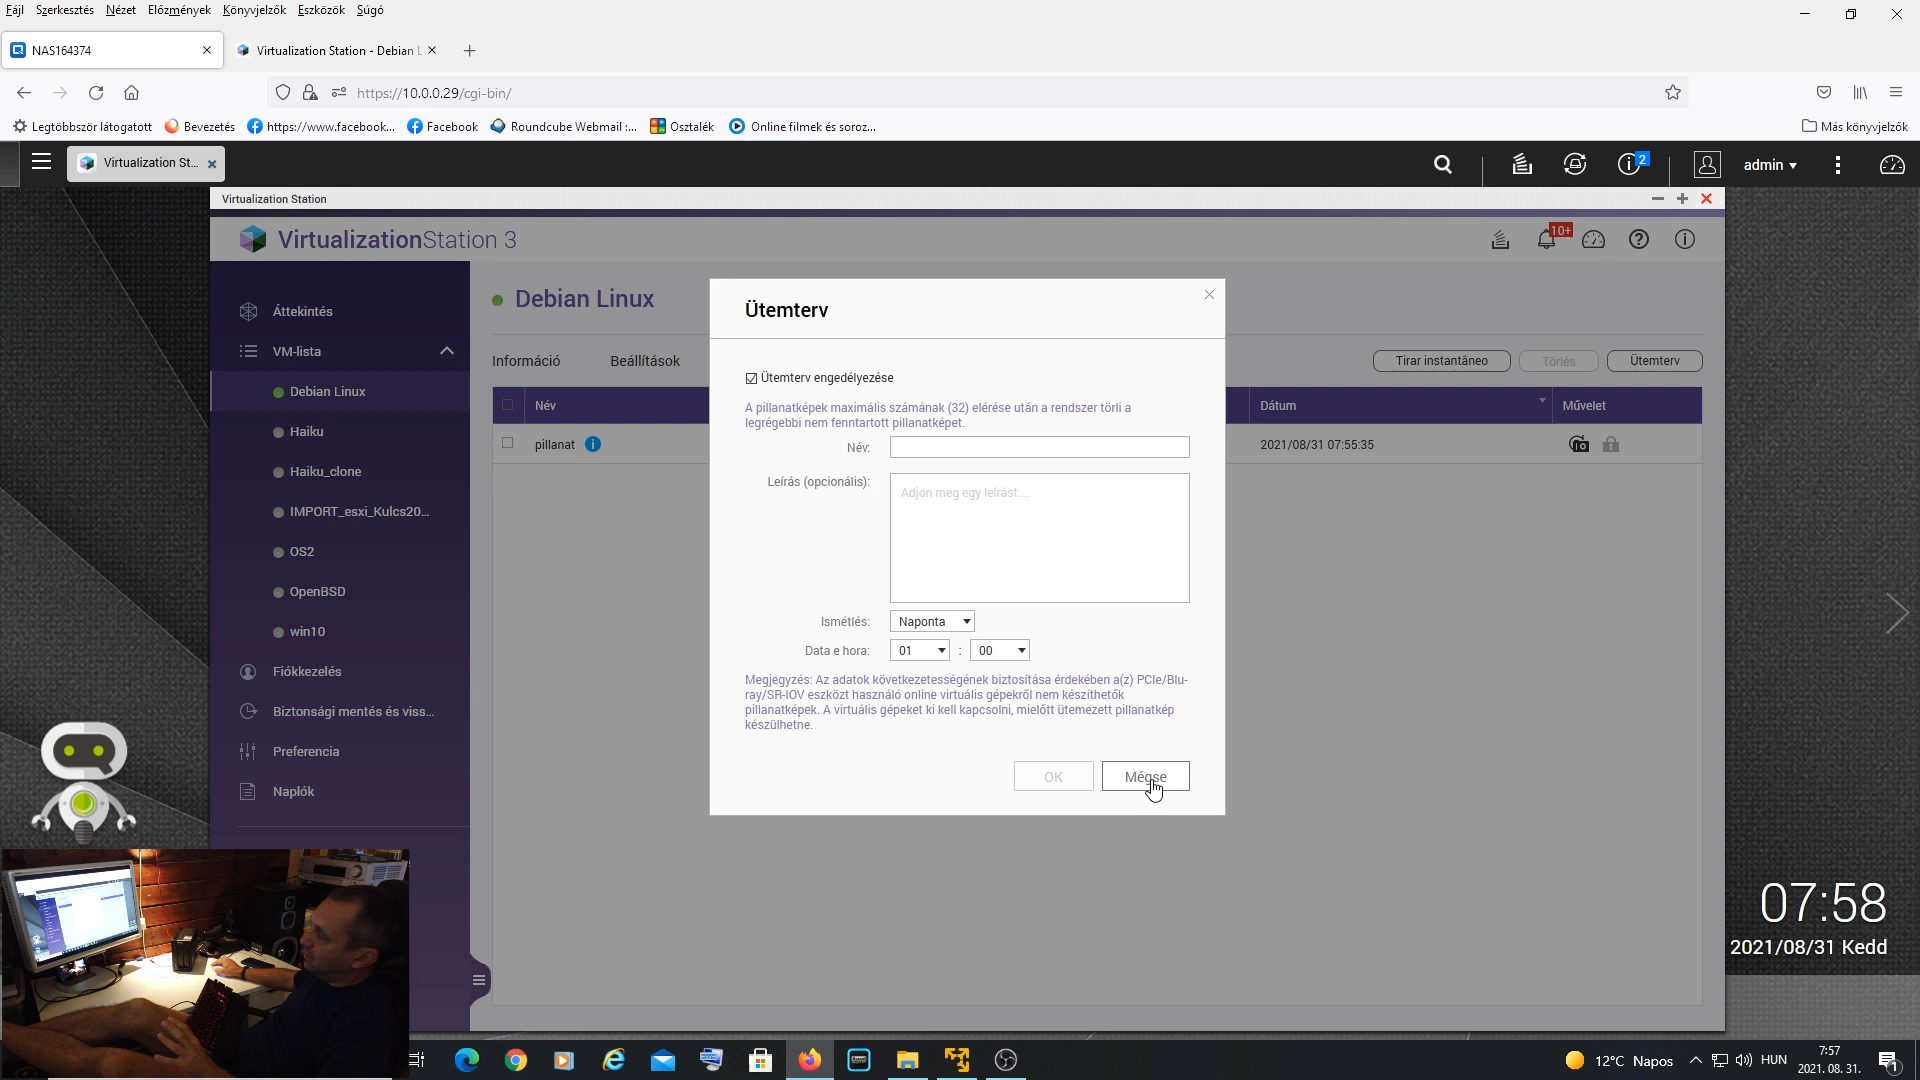 Fájl Szerkesztés Nézet Előzmények Könyvjelzők Eszközök Súgó
NAS164374
Virtualization Station - Debian L
https://10.0.0.29/cgi-bin/
Legtöbbször látogatott Bevezetés https://www.facebook... Facebook Roundcube Webmail :... Osztalék Online filmek és soroz... Más könyvjelzők
Virtualization St... 2 admin
Virtualization Station
VirtualizationStation 3 10+
Áttekintés
VM-lista
Debian Linux
Haiku
Haiku_clone
IMPORT_esxi_Kulcs20...
OS2
OpenBSD
win10
Fiókkezelés
Biztonsági mentés és viss...
Preferencia
Naplók
Debian Linux
Információ Beállítások Tirar instantâneo Törlés Ütemterv
Név Dátum Művelet
pillanat 2021/08/31 07:55:35
Ütemterv
Ütemterv engedélyezése
A pillanatképek maximális számának (32) elérése után a rendszer törli a
legrégebbi nem fenntartott pillanatképet.
Név:
Leírás (opcionális):
Adjon meg egy leírást....
Ismétlés: Naponta
Data e hora: 01 : 00
Megjegyzés: Az adatok következetességének biztosítása érdekében a(z) PCIe/Blu-
ray/SR-IOV eszközt használó online virtuális gépekről nem készíthetők
pillanatképek. A virtuális gépeket ki kell kapcsolni, mielőtt ütemezett pillanatkép
készülhetne.
OK Mégse
07:58
2021/08/31 Kedd
12°C Napos HUN 7:57
2021. 08. 31.
1